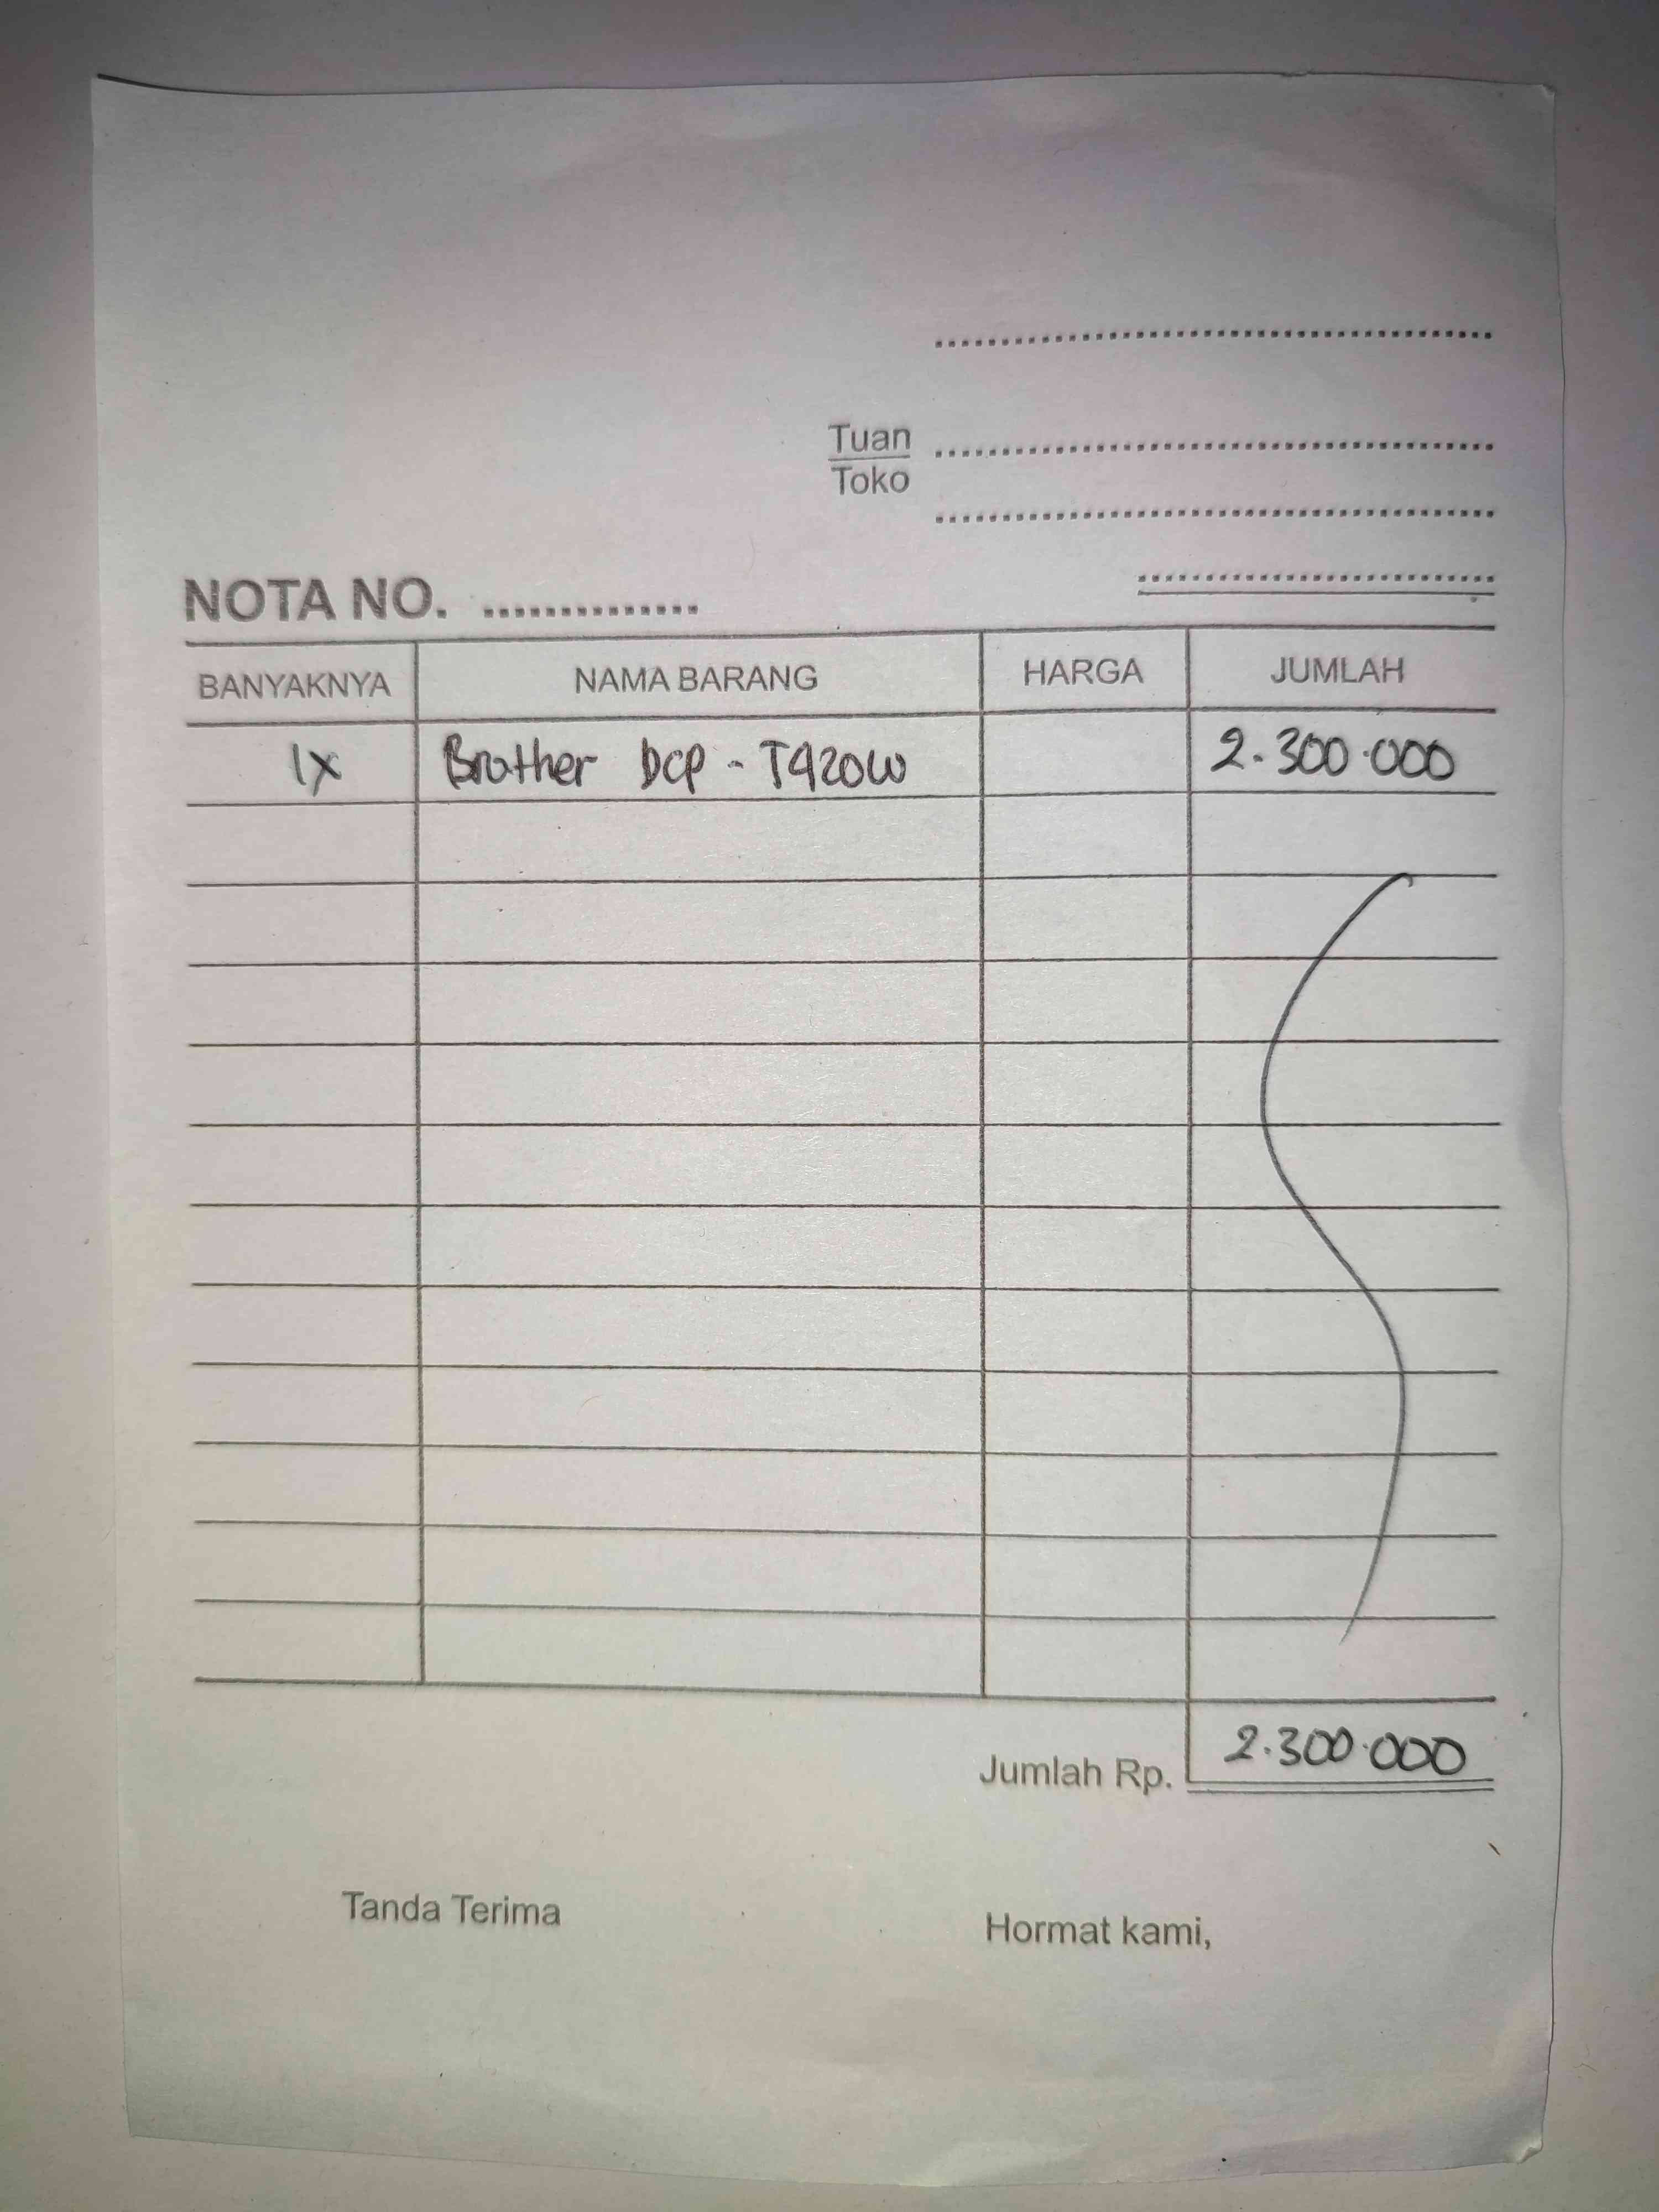 Tuan
Toko
NOTA NO. ..............
BANYAKNYA NAMA BARANG HARGA JUMLAH
1x Brother DCP - T920W 2.300.000
Jumlah Rp. 2.300.000
Tanda Terima Hormat kami,